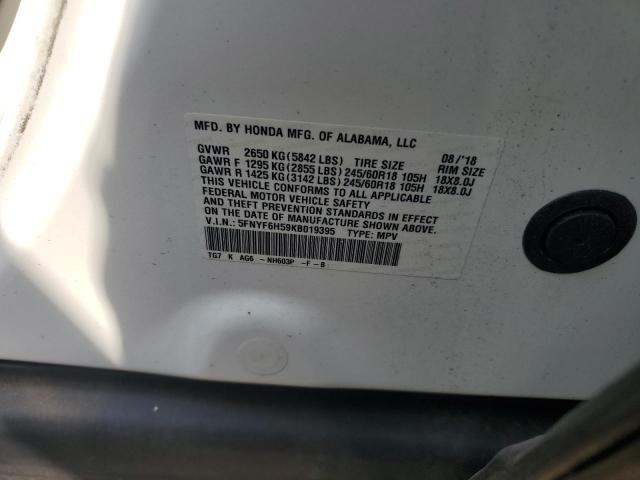 MFD. BY HONDA MFG. OF ALABAMA, LLC
GVWR 2650 KG (5842 LBS) TIRE SIZE 08/'18 RIM SIZE
GAWR F 1295 KG (2855 LBS) 245/60R18 105H 18X8.0J
GAWR R 1425 KG (3142 LBS) 245/60R18 105H 18X8.0J
THIS VEHICLE CONFORMS TO ALL APPLICABLE
FEDERAL MOTOR VEHICLE SAFETY
AND THEFT PREVENTION STANDARDS IN EFFECT
ON THE DATE OF MANUFACTURE SHOWN ABOVE.
V.I.N.: 5FNYF6H59KB019395 TYPE: MPV
TG7 K AG6 - NH603P -F - B